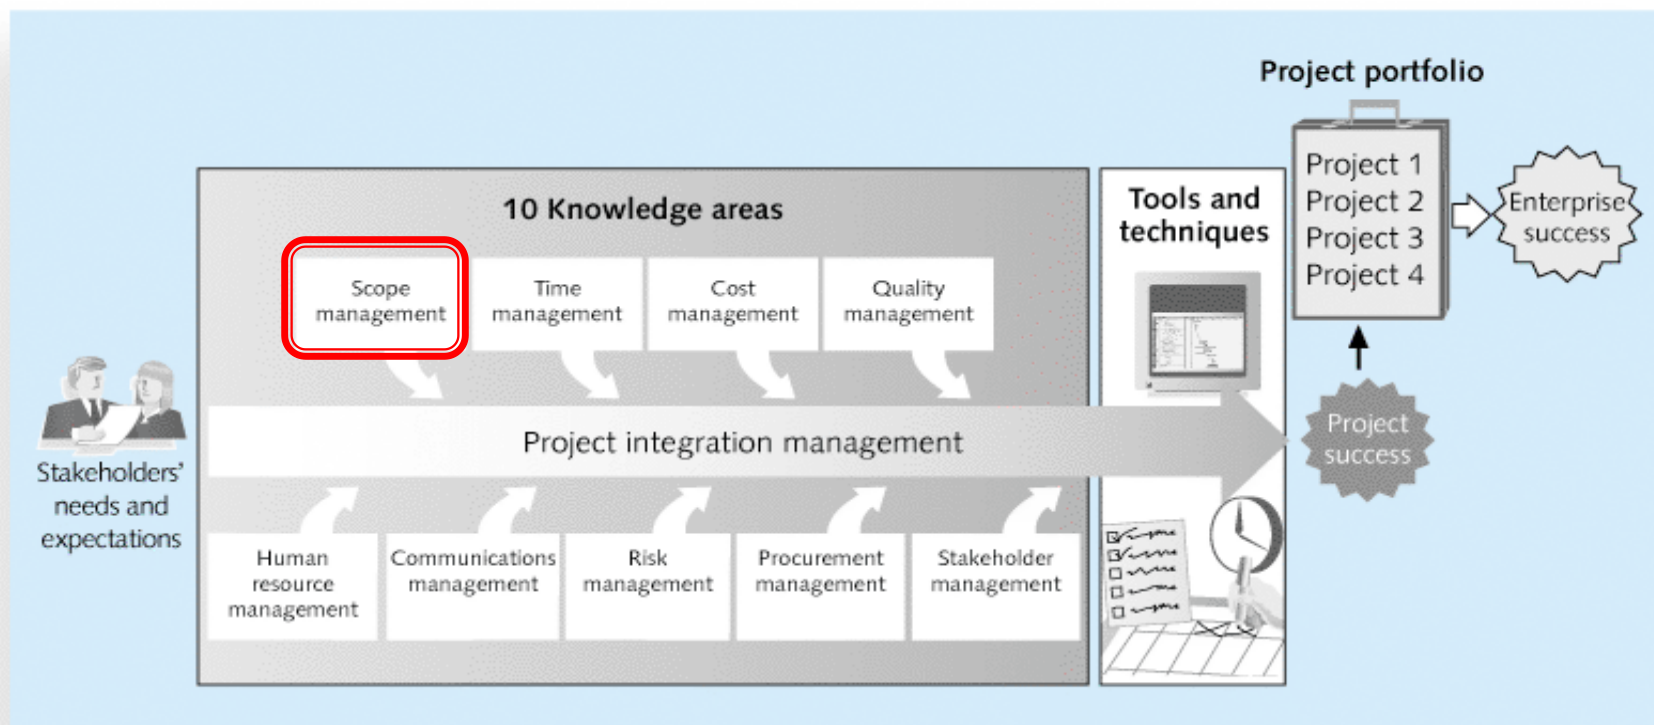 Project portfolio
Project 1
Project 2
Project 3
Project 4
Enterprise
success
10 Knowledge areas
Tools and
techniques
Scope
management
Time
management
Cost
management
Quality
management
Project integration management
Project
success
Stakeholders'
needs and
expectations
Human
resource
management
Communications
management
Risk
management
Procurement
management
Stakeholder
management